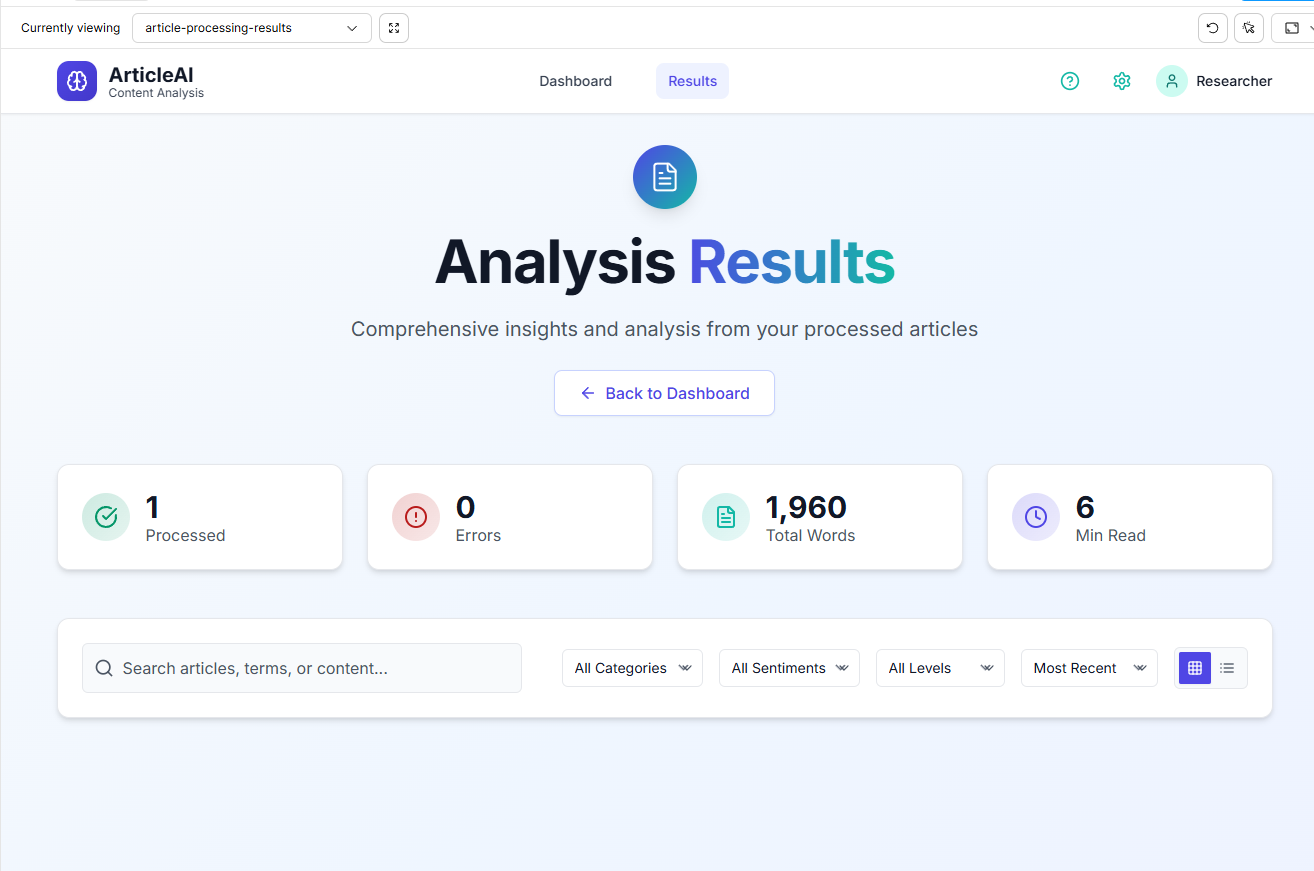 Currently viewing article-processing-results
ArticleAI
Content Analysis
Dashboard Results Researcher
Analysis Results
Comprehensive insights and analysis from your processed articles
Back to Dashboard
1
Processed
0
Errors
1,960
Total Words
6
Min Read
Search articles, terms, or content... All Categories All Sentiments All Levels Most Recent